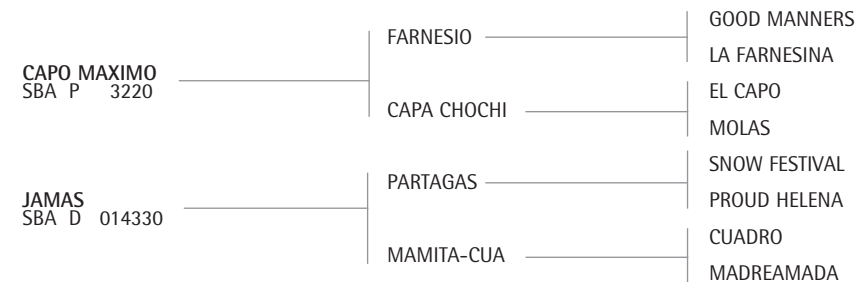 GOOD MANNERS
FARNESIO
LA FARNESINA
CAPO MAXIMO
SBA P 3220
EL CAPO
CAPA CHOCHI
MOLAS
SNOW FESTIVAL
PARTAGAS
PROUD HELENA
JAMAS
SBA D 014330
CUADRO
MAMITA-CUA
MADREAMADA